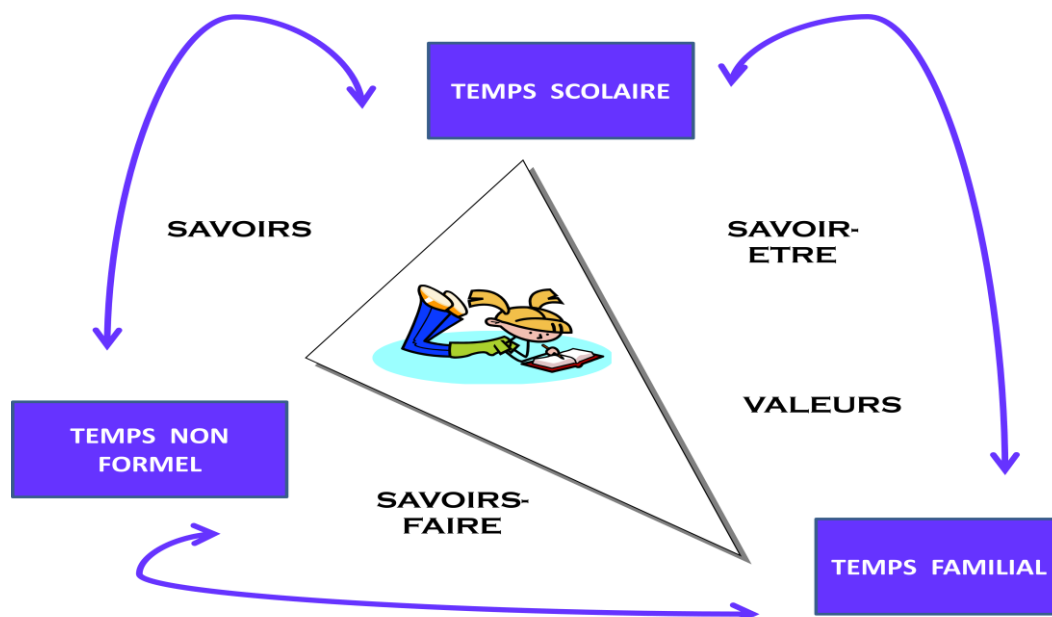 TEMPS SCOLAIRE
SAVOIRS
SAVOIR-
ETRE
VALEURS
TEMPS NON
FORMEL
SAVOIRS-
FAIRE
TEMPS FAMILIAL